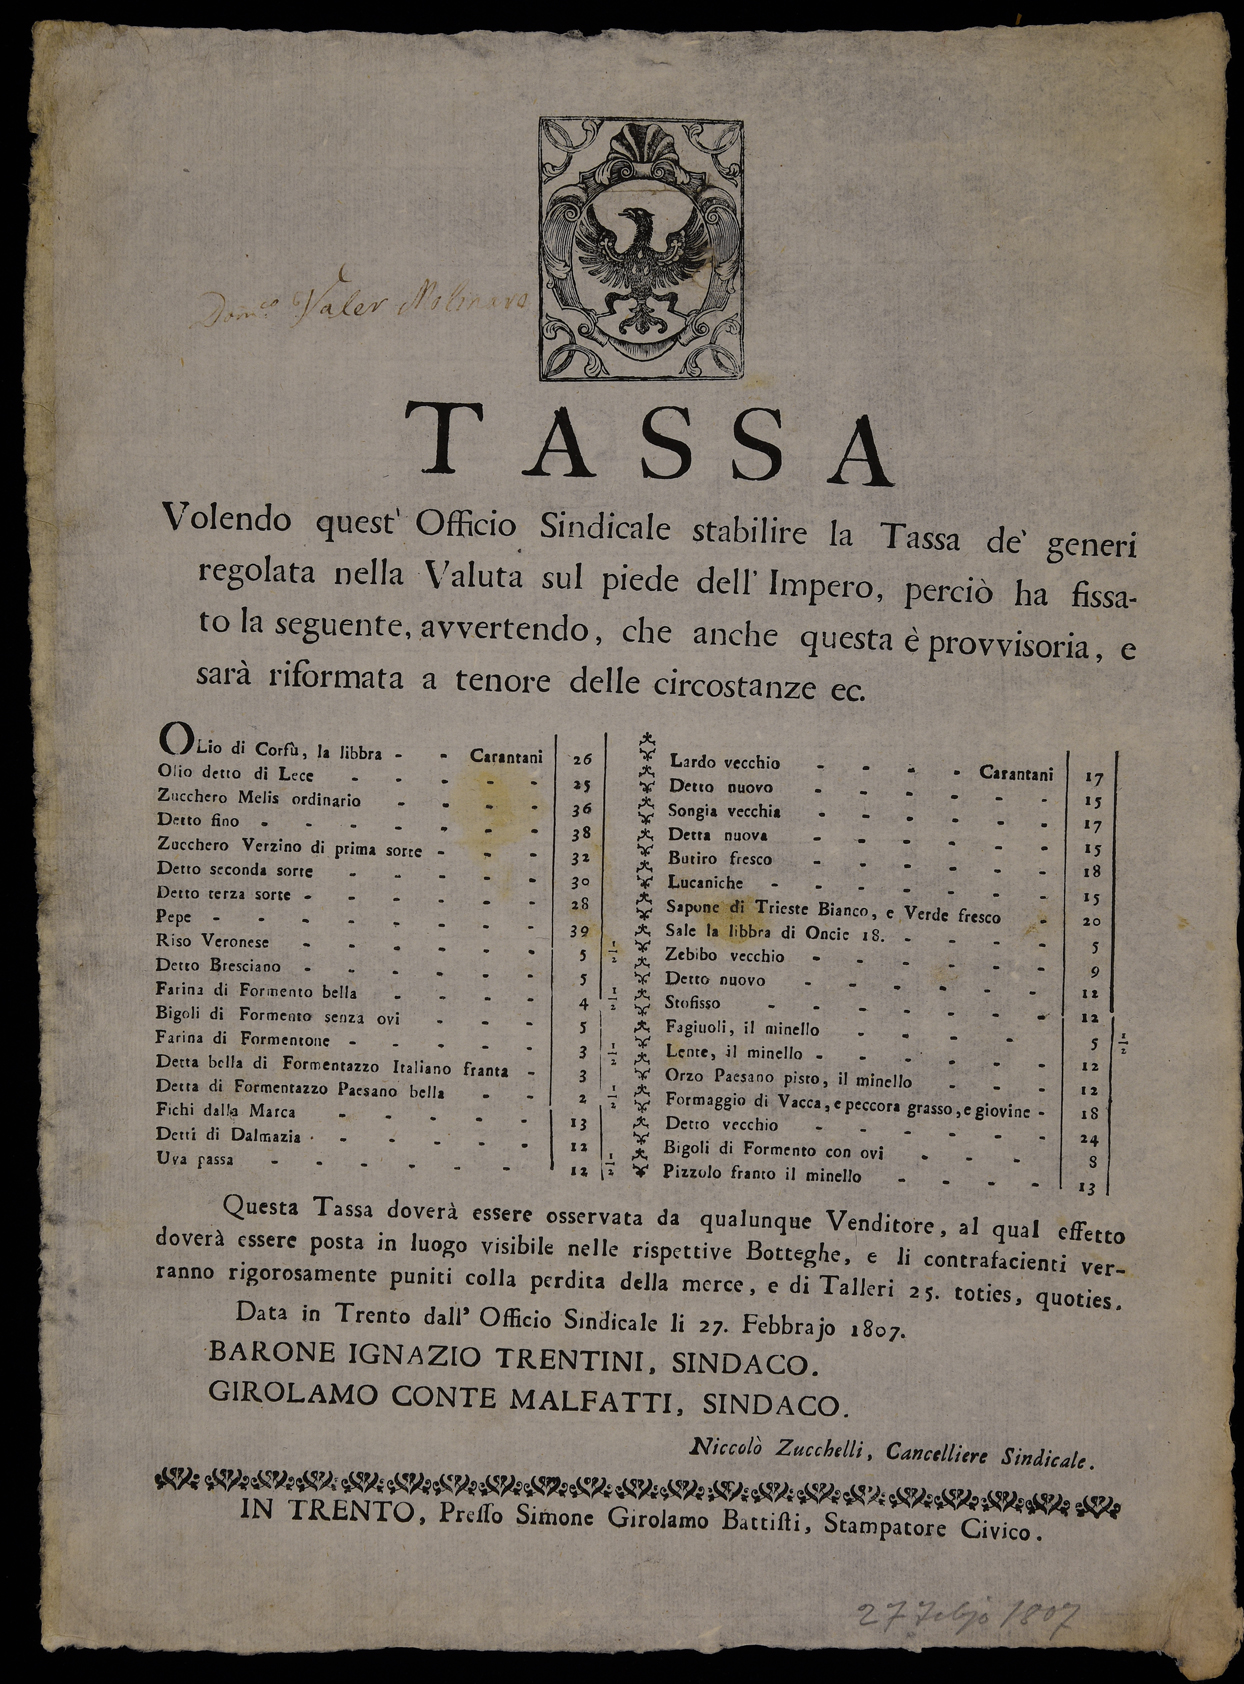 Dom.co Valer Molinaro
TASSA
Volendo quest' Officio Sindicale stabilire la Tassa de' generi
regolata nella Valuta sul piede dell' Impero, perciò ha fissa-
to la seguente, avvertendo, che anche questa è provvisoria, e
sarà riformata a tenore delle circostanze ec.
OLio di Corfù, la libbra - - Carantani 26
Olio detto di Lece - - - - - 25
Zucchero Melis ordinario - - - - 36
Detto fino - - - - - - - 38
Zucchero Verzino di prima sorte - - - 32
Detto seconda sorte - - - - - 30
Detto terza sorte - - - - - - 28
Pepe - - - - - - - - 39
Riso Veronese - - - - - - 5 1/2
Detto Bresciano - - - - - - 5
Farina di Formento bella - - - - 4 1/2
Bigoli di Formento senza ovi - - - 5
Farina di Formentone - - - - - 3 1/2
Detta bella di Formentazzo Italiano franta - 3
Detta di Formentazzo Paesano bella - - 2 1/2
Fichi dalla Marca - - - - - 13
Detti di Dalmazia - - - - - 12
Uva passa - - - - - - 12 1/2
Lardo vecchio - - - - Carantani 17
Detto nuovo - - - - - - 15
Songia vecchia - - - - - - 17
Detta nuova - - - - - - 15
Butiro fresco - - - - - - 18
Lucaniche - - - - - - - 15
Sapone di Trieste Bianco, e Verde fresco - 20
Sale la libbra di Oncie 18. - - - - 5
Zebibo vecchio - - - - - - 9
Detto nuovo - - - - - - 12
Stofisso - - - - - - - 12
Fagiuoli, il minello - - - - - 5 1/2
Lente, il minello - - - - - - 12
Orzo Paesano pisto, il minello - - - 12
Formaggio di Vacca, e peccora grasso, e giovine - 18
Detto vecchio - - - - - - 24
Bigoli di Formento con ovi - - - 8
Pizzolo franto il minello - - - - 13
Questa Tassa doverà essere osservata da qualunque Venditore, al qual effetto
doverà essere posta in luogo visibile nelle rispettive Botteghe, e li contrafacienti ver-
ranno rigorosamente puniti colla perdita della merce, e di Talleri 25. toties, quoties.
Data in Trento dall' Officio Sindicale li 27. Febbrajo 1807.
BARONE IGNAZIO TRENTINI, SINDACO.
GIROLAMO CONTE MALFATTI, SINDACO.
Niccolò Zucchelli, Cancelliere Sindicale.
IN TRENTO, Preſſo Simone Girolamo Battiſti, Stampatore Civico.
27 Febjo 1807